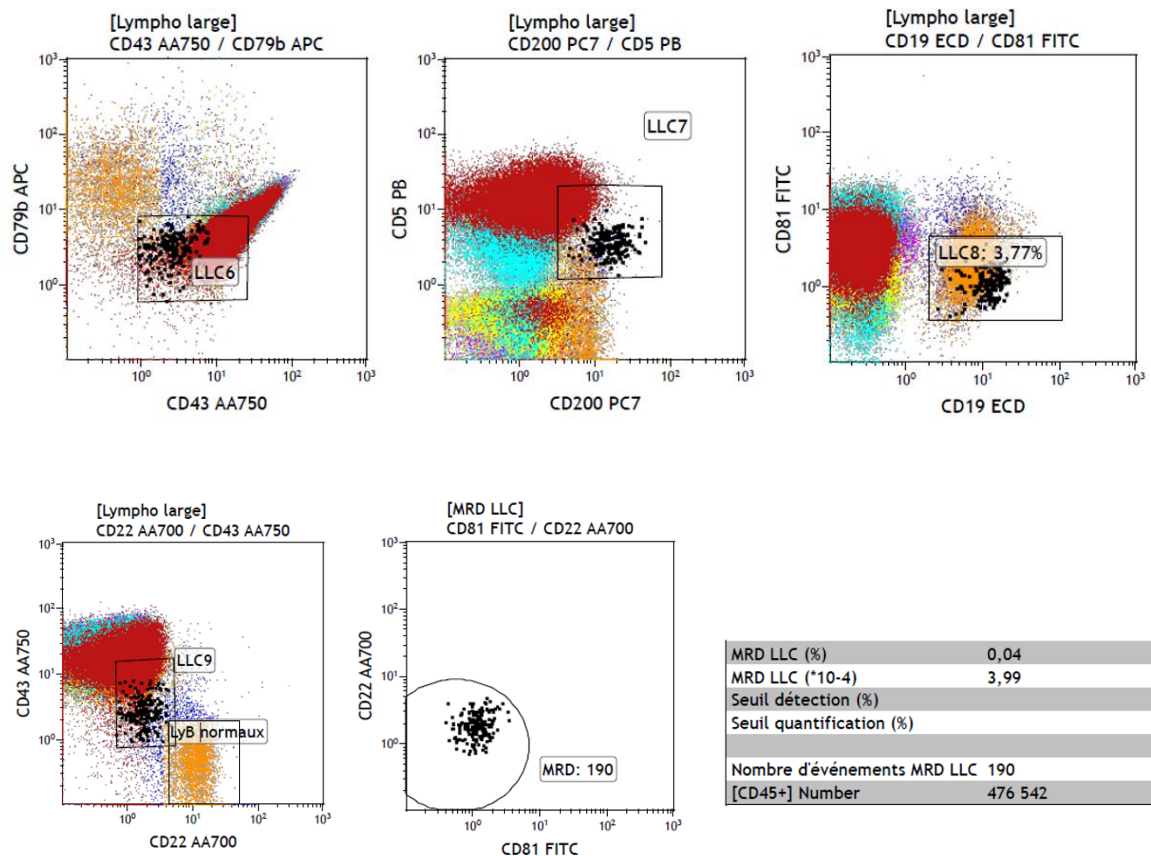 [Lympho large]
CD43 AA750 / CD79b APC
10³
10²
10¹
10⁰
CD79b APC
LLC6
10⁰ 10¹ 10² 10³
CD43 AA750
[Lympho large]
CD200 PC7 / CD5 PB
10³
10²
10¹
10⁰
CD5 PB
LLC7
10⁰ 10¹ 10² 10³
CD200 PC7
[Lympho large]
CD19 ECD / CD81 FITC
10³
10²
10¹
10⁰
CD81 FITC
LLC8: 3,77%
10⁰ 10¹ 10² 10³
CD19 ECD
[Lympho large]
CD22 AA700 / CD43 AA750
10³
10²
10¹
10⁰
CD43 AA750
LLC9
LyB normaux
10⁰ 10¹ 10² 10³
CD22 AA700
[MRD LLC]
CD81 FITC / CD22 AA700
10³
10²
10¹
10⁰
CD22 AA700
MRD: 190
10⁰ 10¹ 10² 10³
CD81 FITC
MRD LLC (%) 0,04
MRD LLC (*10-4) 3,99
Seuil détection (%)
Seuil quantification (%)
Nombre d'événements MRD LLC 190
[CD45+] Number 476 542